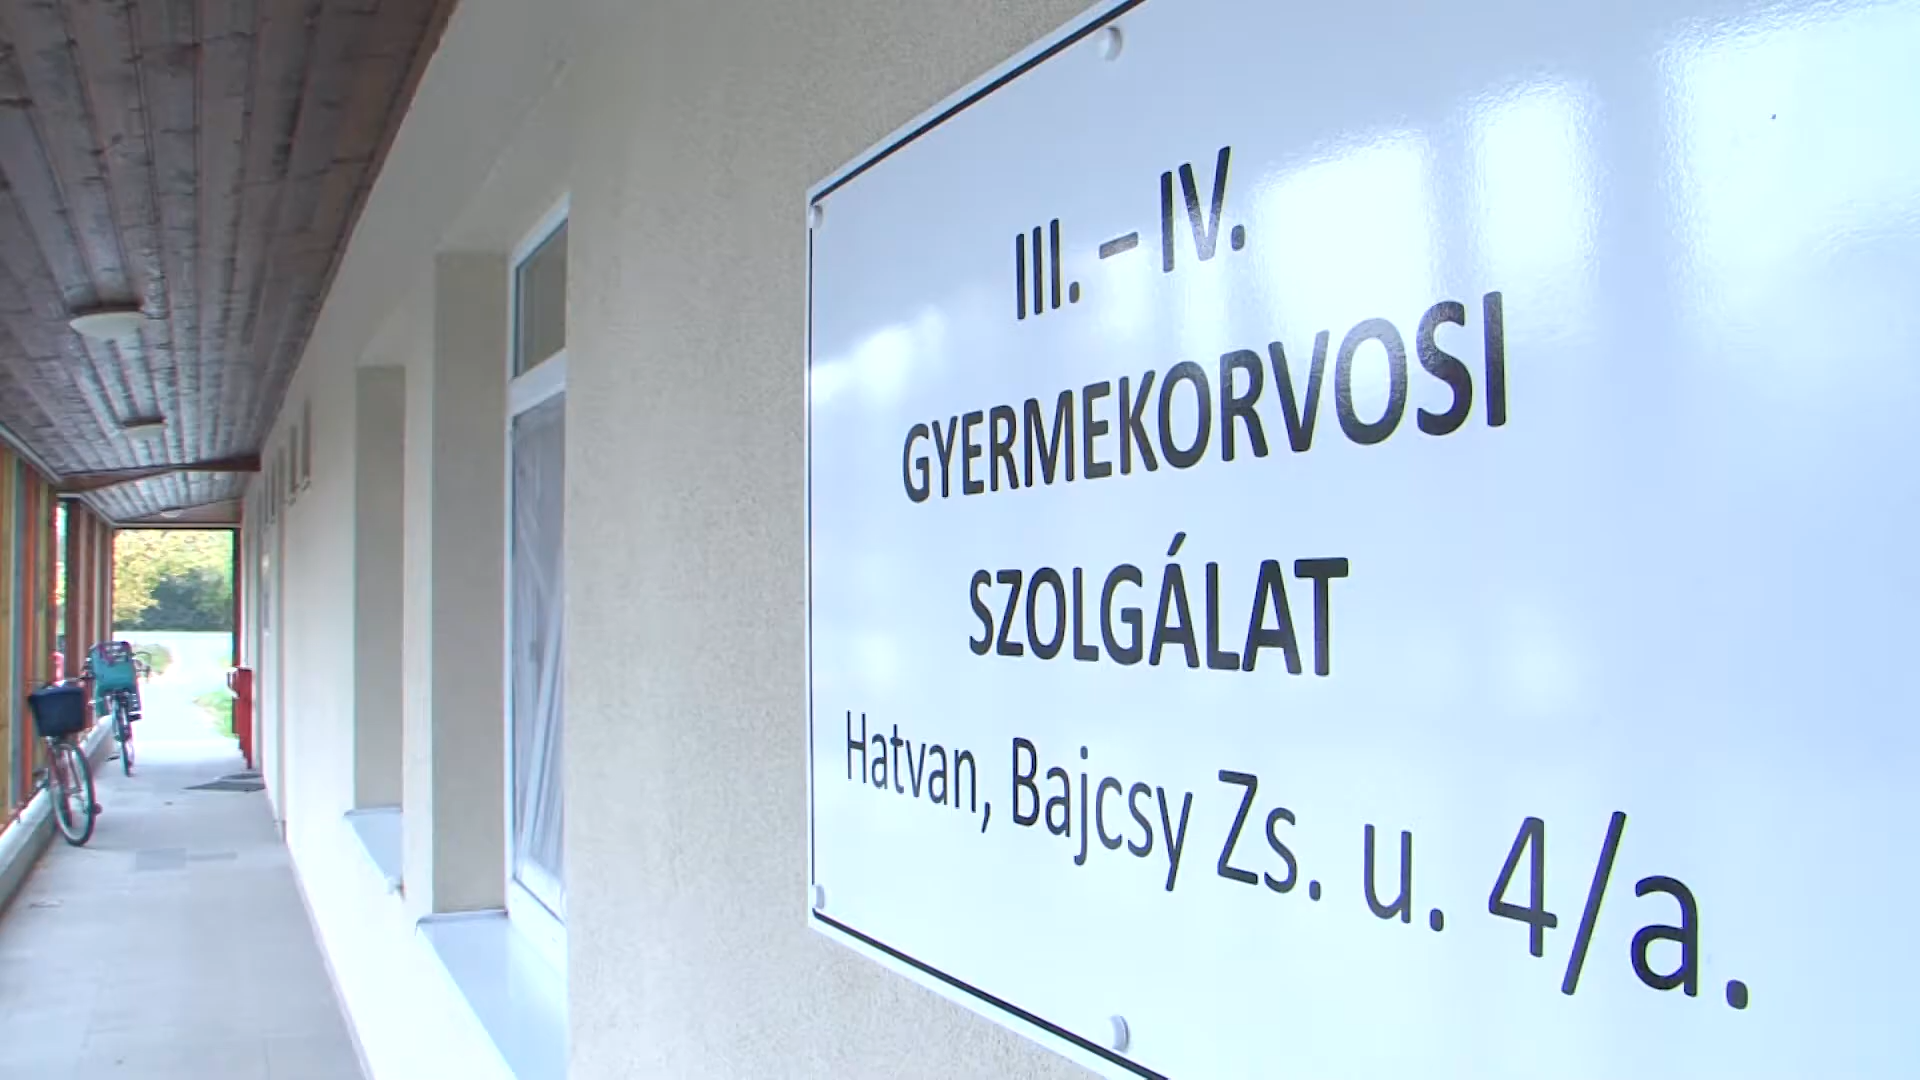 III. – IV.
GYERMEKORVOSI
SZOLGÁLAT
Hatvan, Bajcsy Zs. u. 4/a.